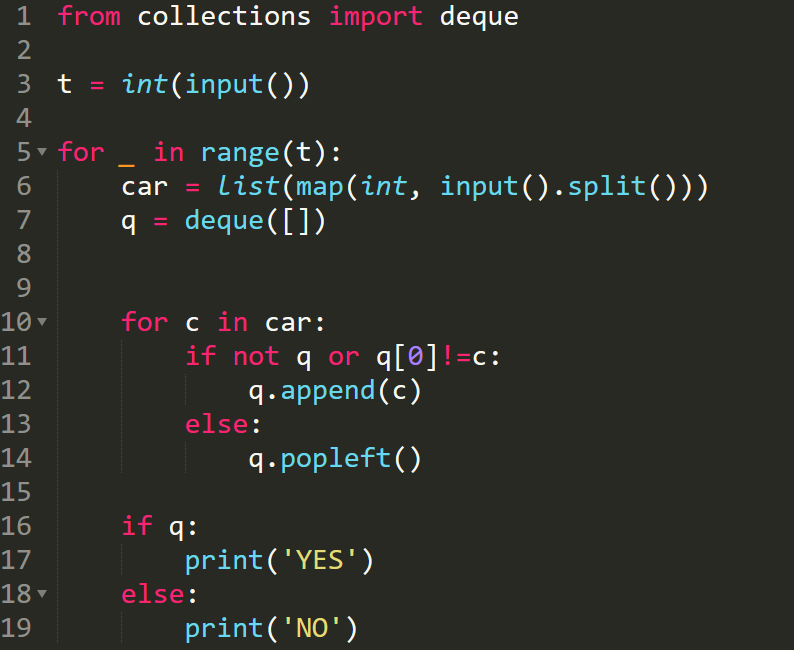 1 from collections import deque
2
3 t = int(input())
4
5 for _ in range(t):
6     car = list(map(int, input().split()))
7     q = deque([])
8
9
10     for c in car:
11         if not q or q[0]!=c:
12             q.append(c)
13         else:
14             q.popleft()
15
16     if q:
17         print('YES')
18     else:
19         print('NO')